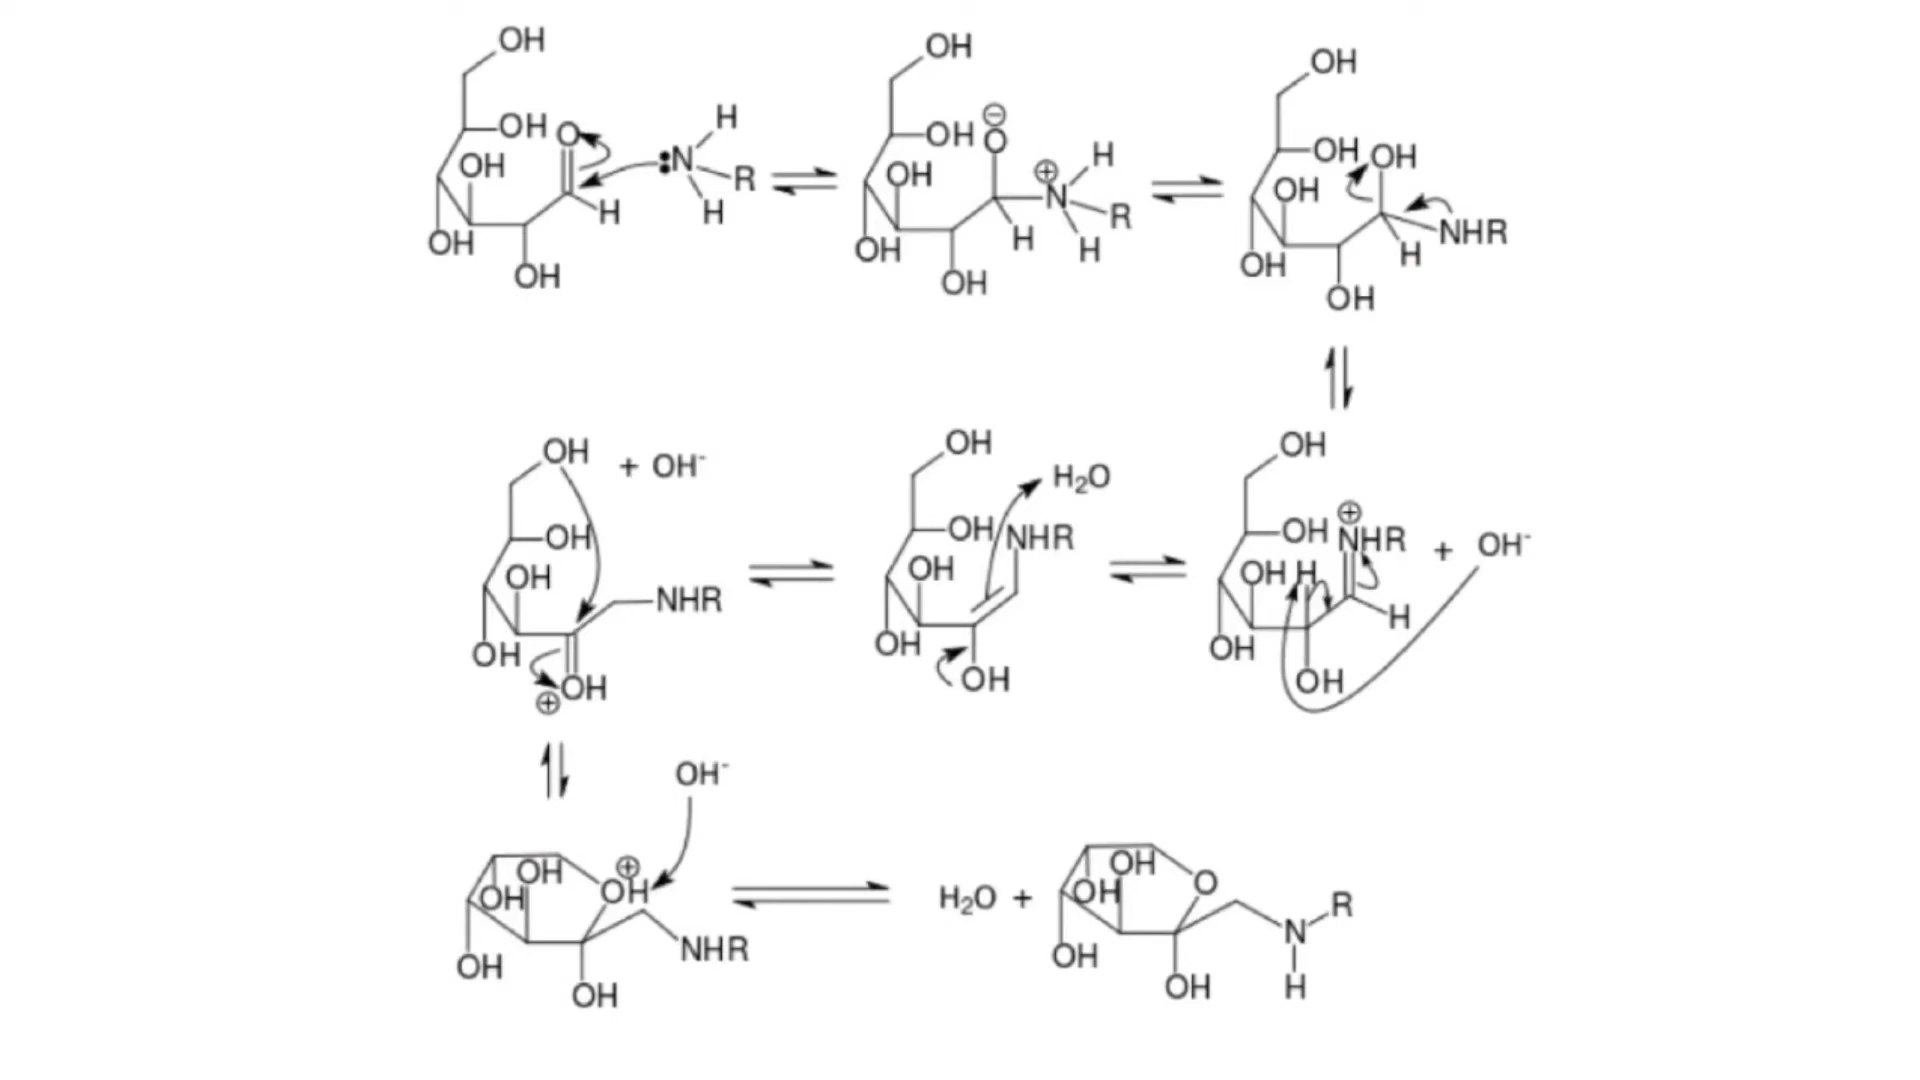 OH
OH O H
OH :N R
H H
OH
OH
OH
⊖
OH O H
OH ⊕ N R
H H
OH
OH
OH
OH OH
OH
NHR
H
OH
OH
OH + OH⁻
OH
OH
NHR
OH
⊕ OH
OH H₂O
OH NHR
OH
OH
OH
OH
⊕
OH NHR + OH⁻
OH H
H
OH
OH
OH⁻
OH ⊕
OH OH
NHR
OH
OH
H₂O +
OH
OH O
R
N
OH
OH H